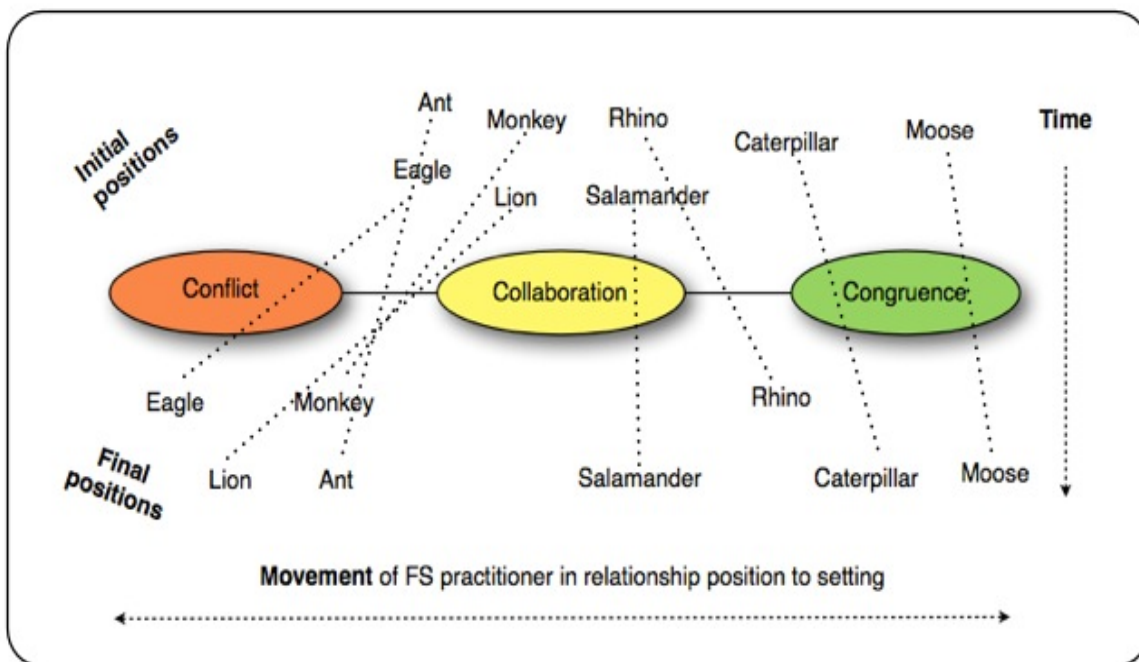 Initial
positions
Ant
Monkey
Rhino
Caterpillar
Moose
Time
Eagle
Lion
Salamander
Conflict
Collaboration
Congruence
Eagle
Monkey
Rhino
Final
positions
Lion
Ant
Salamander
Caterpillar
Moose
Movement of FS practitioner in relationship position to setting